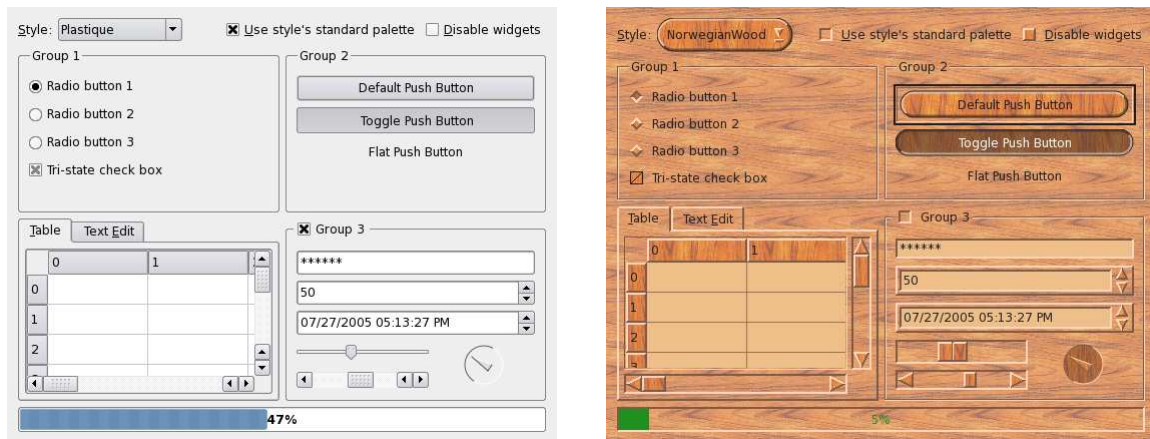 Style: Plastique
Use style's standard palette
Disable widgets
Group 1
Radio button 1
Radio button 2
Radio button 3
Tri-state check box
Group 2
Default Push Button
Toggle Push Button
Flat Push Button
Table
Text Edit
0 1
0
1
2
Group 3
******
50
07/27/2005 05:13:27 PM
47%
Style: NorwegianWood
Use style's standard palette
Disable widgets
Group 1
Radio button 1
Radio button 2
Radio button 3
Tri-state check box
Group 2
Default Push Button
Toggle Push Button
Flat Push Button
Table
Text Edit
0 1
0
1
2
3
Group 3
******
50
07/27/2005 05:13:27 PM
5%